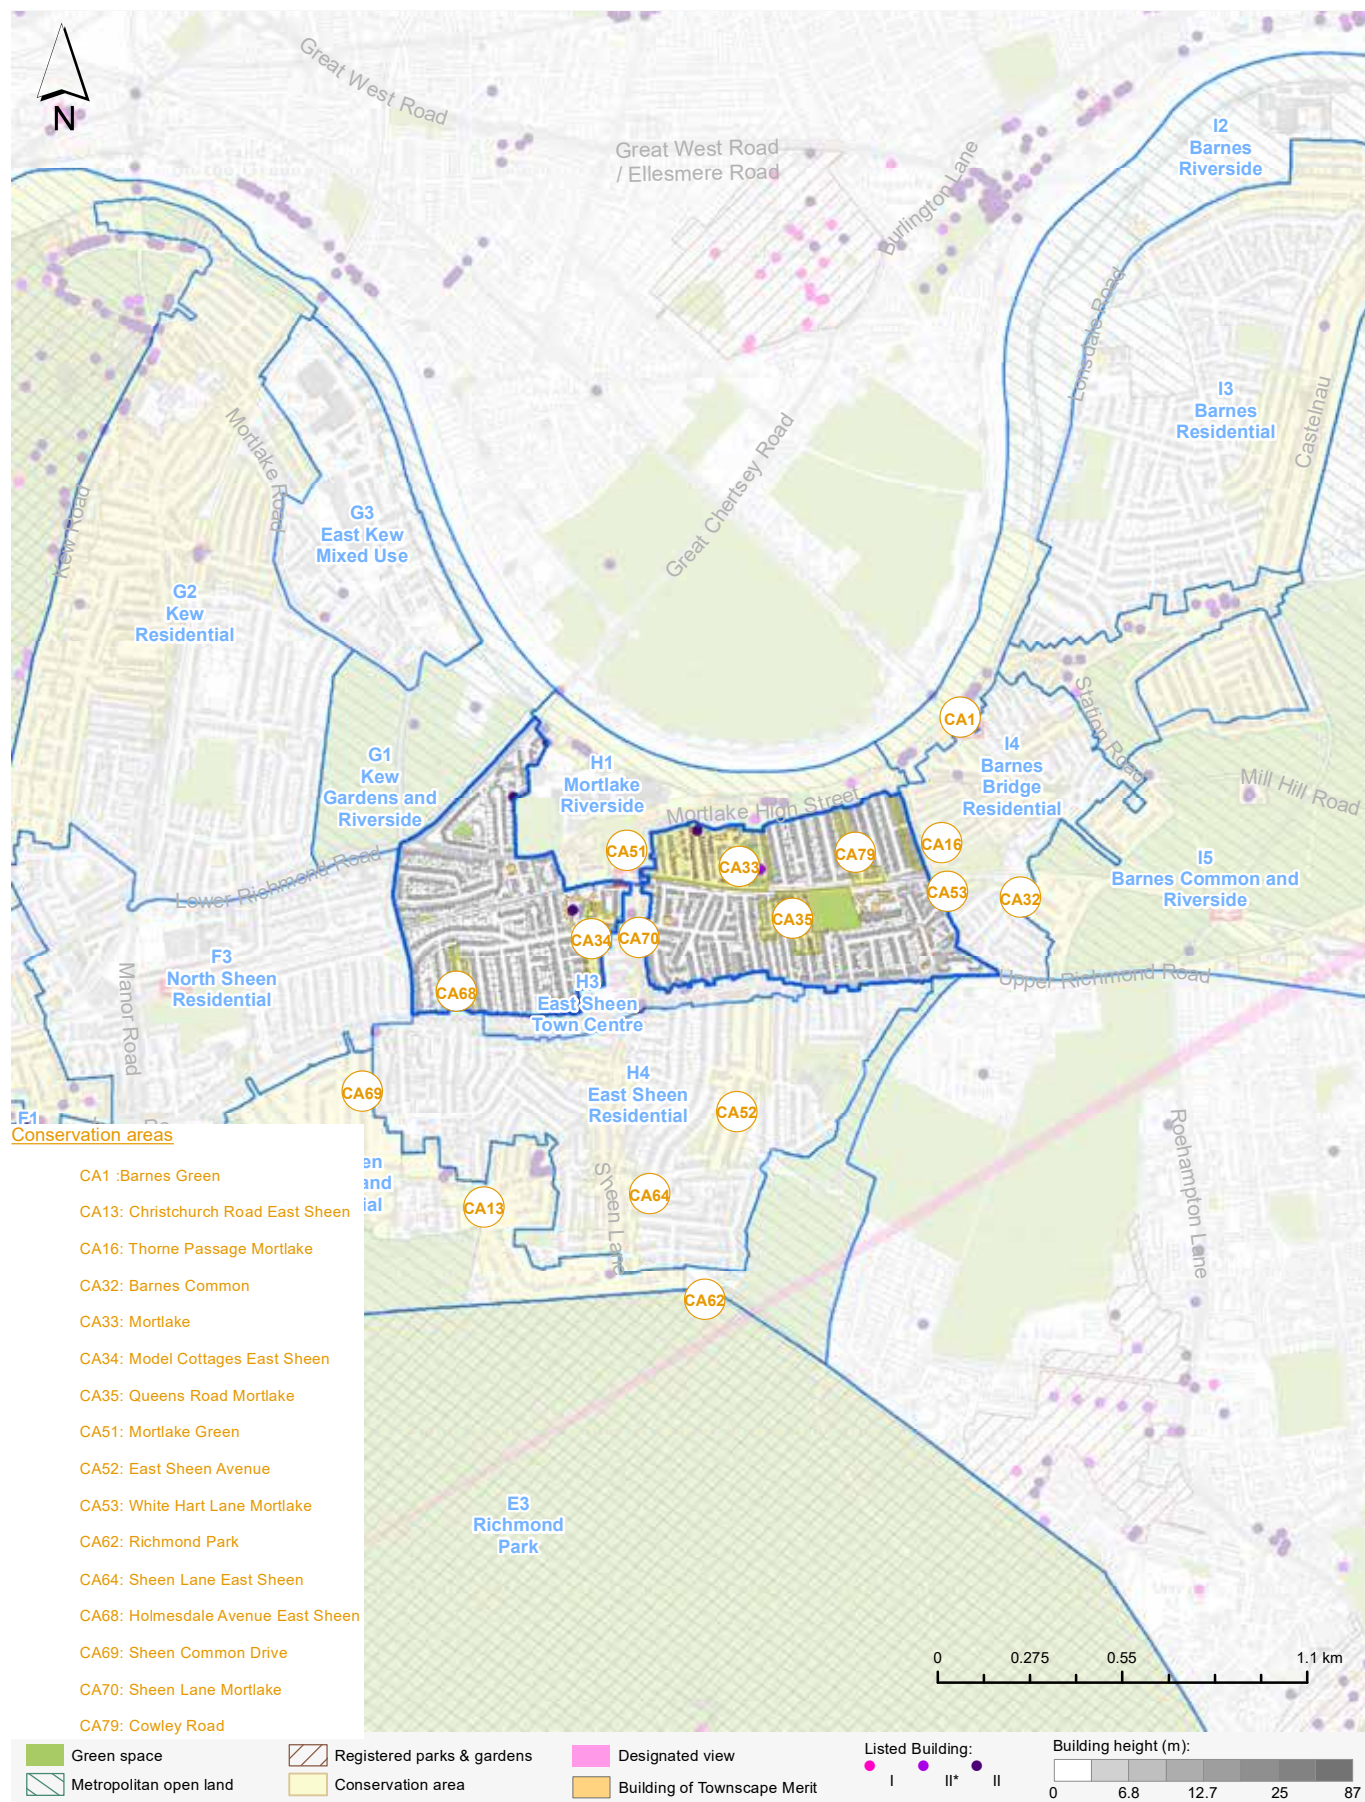 N
Great West Road
Great West Road
/ Ellesmere Road
Burlington Lane
I2
Barnes
Riverside
Lonsdale Road
I3
Barnes
Residential
Castelnau
Mortlake Road
Kew Road
G3
East Kew
Mixed Use
Great Chertsey Road
G2
Kew
Residential
Station Road
CA1
G1
Kew
Gardens and
Riverside
H1
Mortlake
Riverside
I4
Barnes
Bridge
Residential
Mill Hill Road
Mortlake High Street
CA51
CA33
CA79
CA16
Lower Richmond Road
I5
Barnes Common and
Riverside
CA53
CA32
CA35
CA34
CA70
F3
North Sheen
Residential
Manor Road
CA68
H3
East Sheen
Town Centre
Upper Richmond Road
H4
East Sheen
Residential
CA69
CA52
F1
Roehampton Lane
Sheen Lane
CA64
CA13
CA62
en
and
ial
E3
Richmond
Park
Conservation areas
CA1 :Barnes Green
CA13: Christchurch Road East Sheen
CA16: Thorne Passage Mortlake
CA32: Barnes Common
CA33: Mortlake
CA34: Model Cottages East Sheen
CA35: Queens Road Mortlake
CA51: Mortlake Green
CA52: East Sheen Avenue
CA53: White Hart Lane Mortlake
CA62: Richmond Park
CA64: Sheen Lane East Sheen
CA68: Holmesdale Avenue East Sheen
CA69: Sheen Common Drive
CA70: Sheen Lane Mortlake
CA79: Cowley Road
0 0.275 0.55 1.1 km
Green space
Metropolitan open land
Registered parks & gardens
Conservation area
Designated view
Building of Townscape Merit
Listed Building:
I II* II
Building height (m):
0 6.8 12.7 25 87